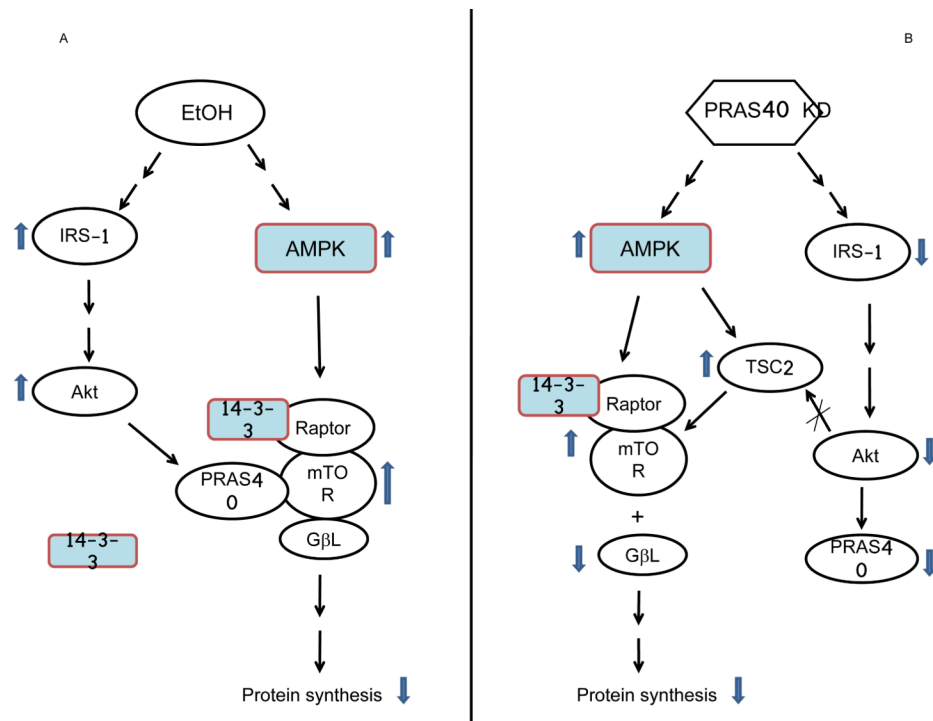 A
EtOH
IRS-1
AMPK
Akt
14-3-
3
Raptor
PRAS4
0
mTO
R
GβL
14-3-
3
Protein synthesis
B
PRAS40 KD
AMPK
IRS-1
TSC2
14-3-
3
Raptor
mTO
R
Akt
+
GβL
PRAS4
0
Protein synthesis